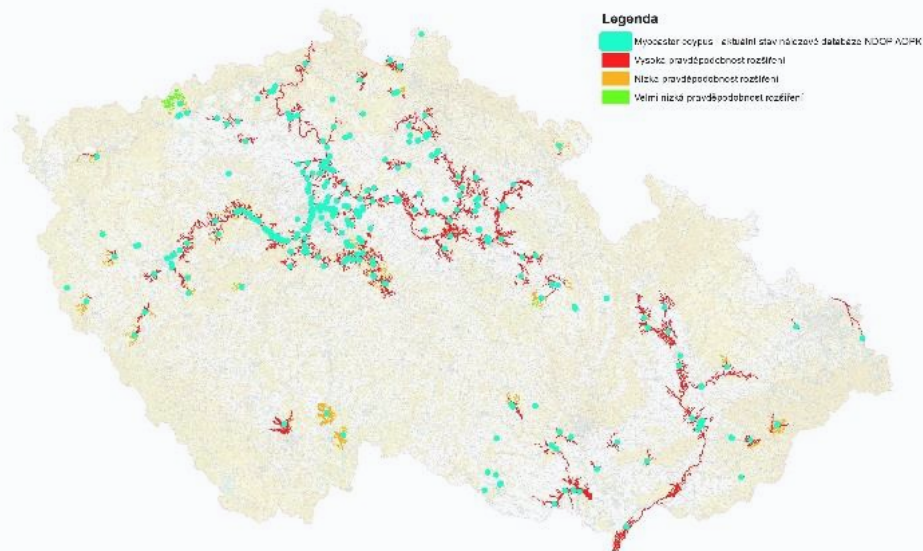 Legenda
Myocastor coypus - aktuální stav nálezové databáze NDOP AOPK
Vysoká pravděpodobnost rozšíření
Nízká pravděpodobnost rozšíření
Velmi nízká pravděpodobnost rozšíření